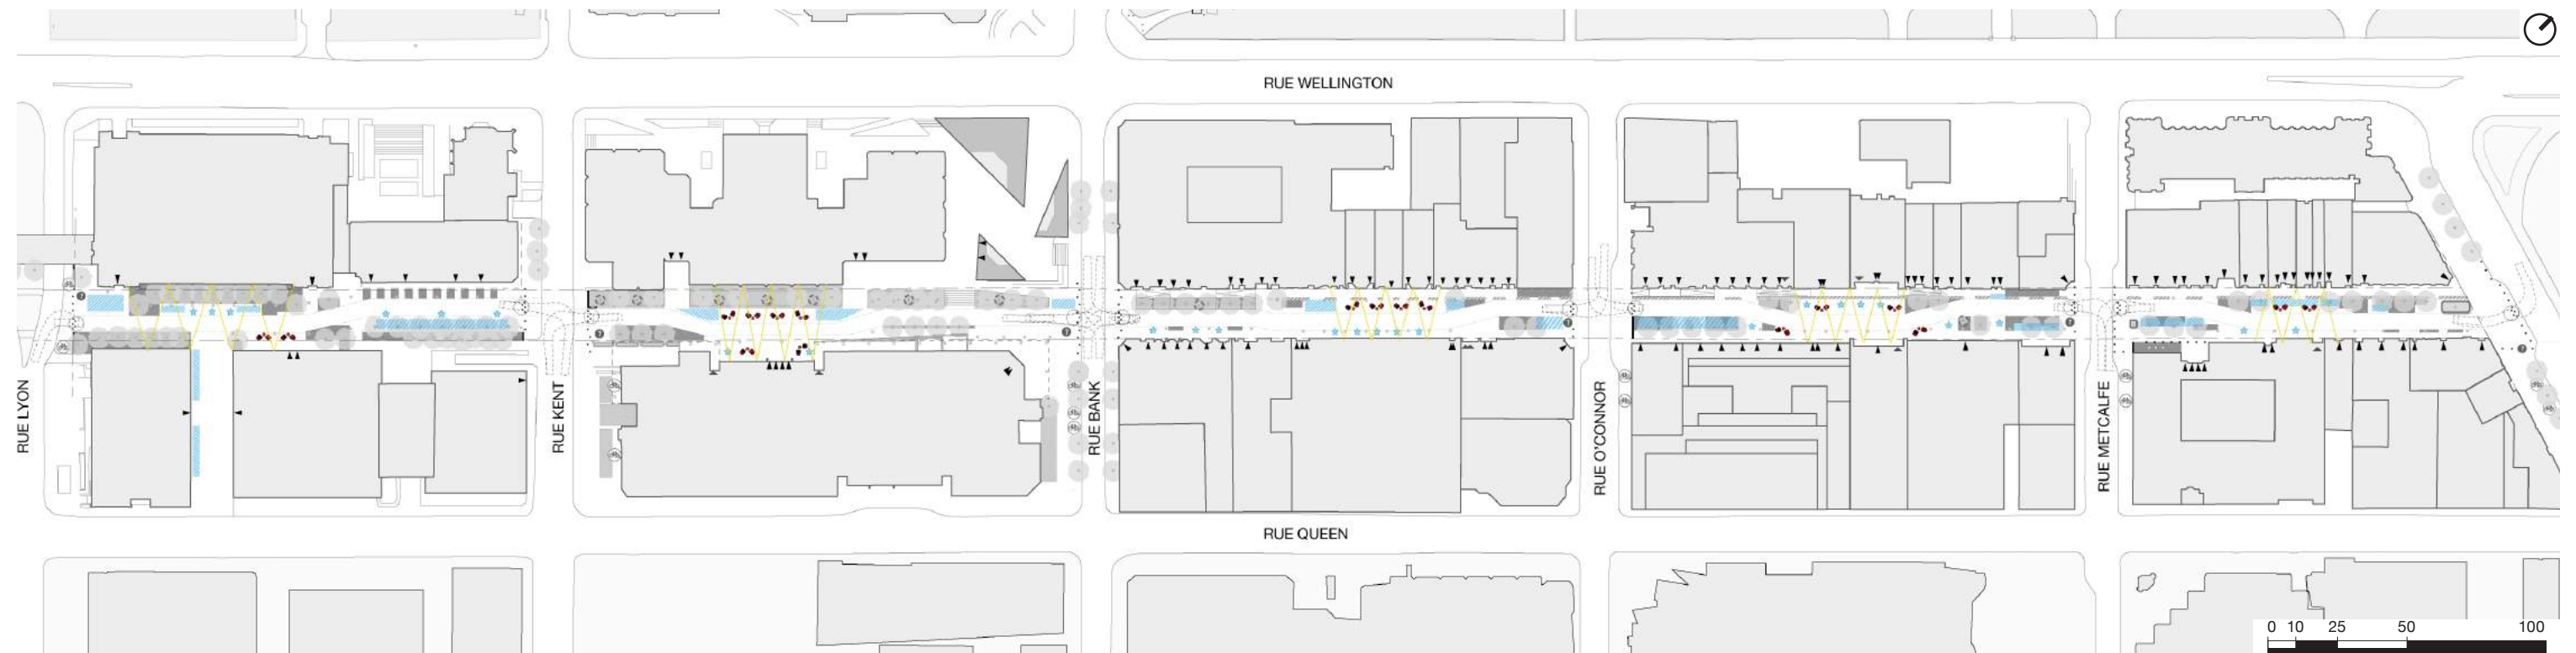 RUE WELLINGTON
RUE LYON
RUE KENT
RUE BANK
RUE O'CONNOR
RUE METCALFE
RUE QUEEN
0 10 25 50 100